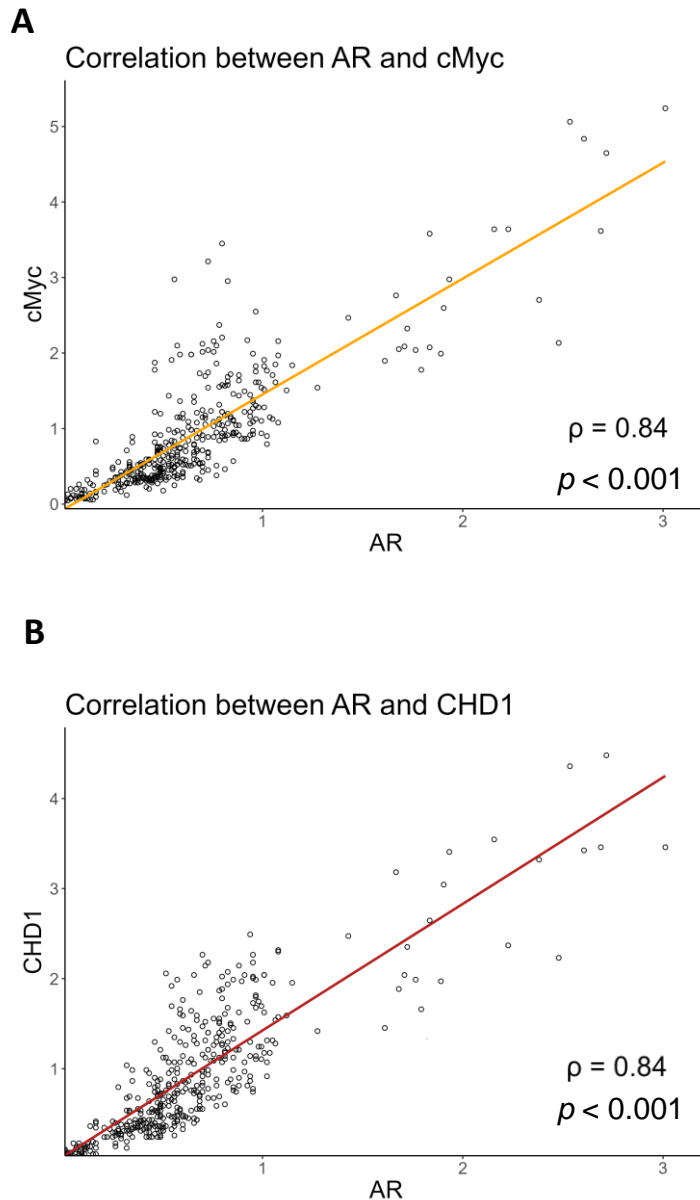 A
Correlation between AR and cMyc
5
4
3
2
1
0
cMyc
ρ = 0.84
p < 0.001
1 2 3
AR
B
Correlation between AR and CHD1
4
3
2
1
CHD1
ρ = 0.84
p < 0.001
1 2 3
AR